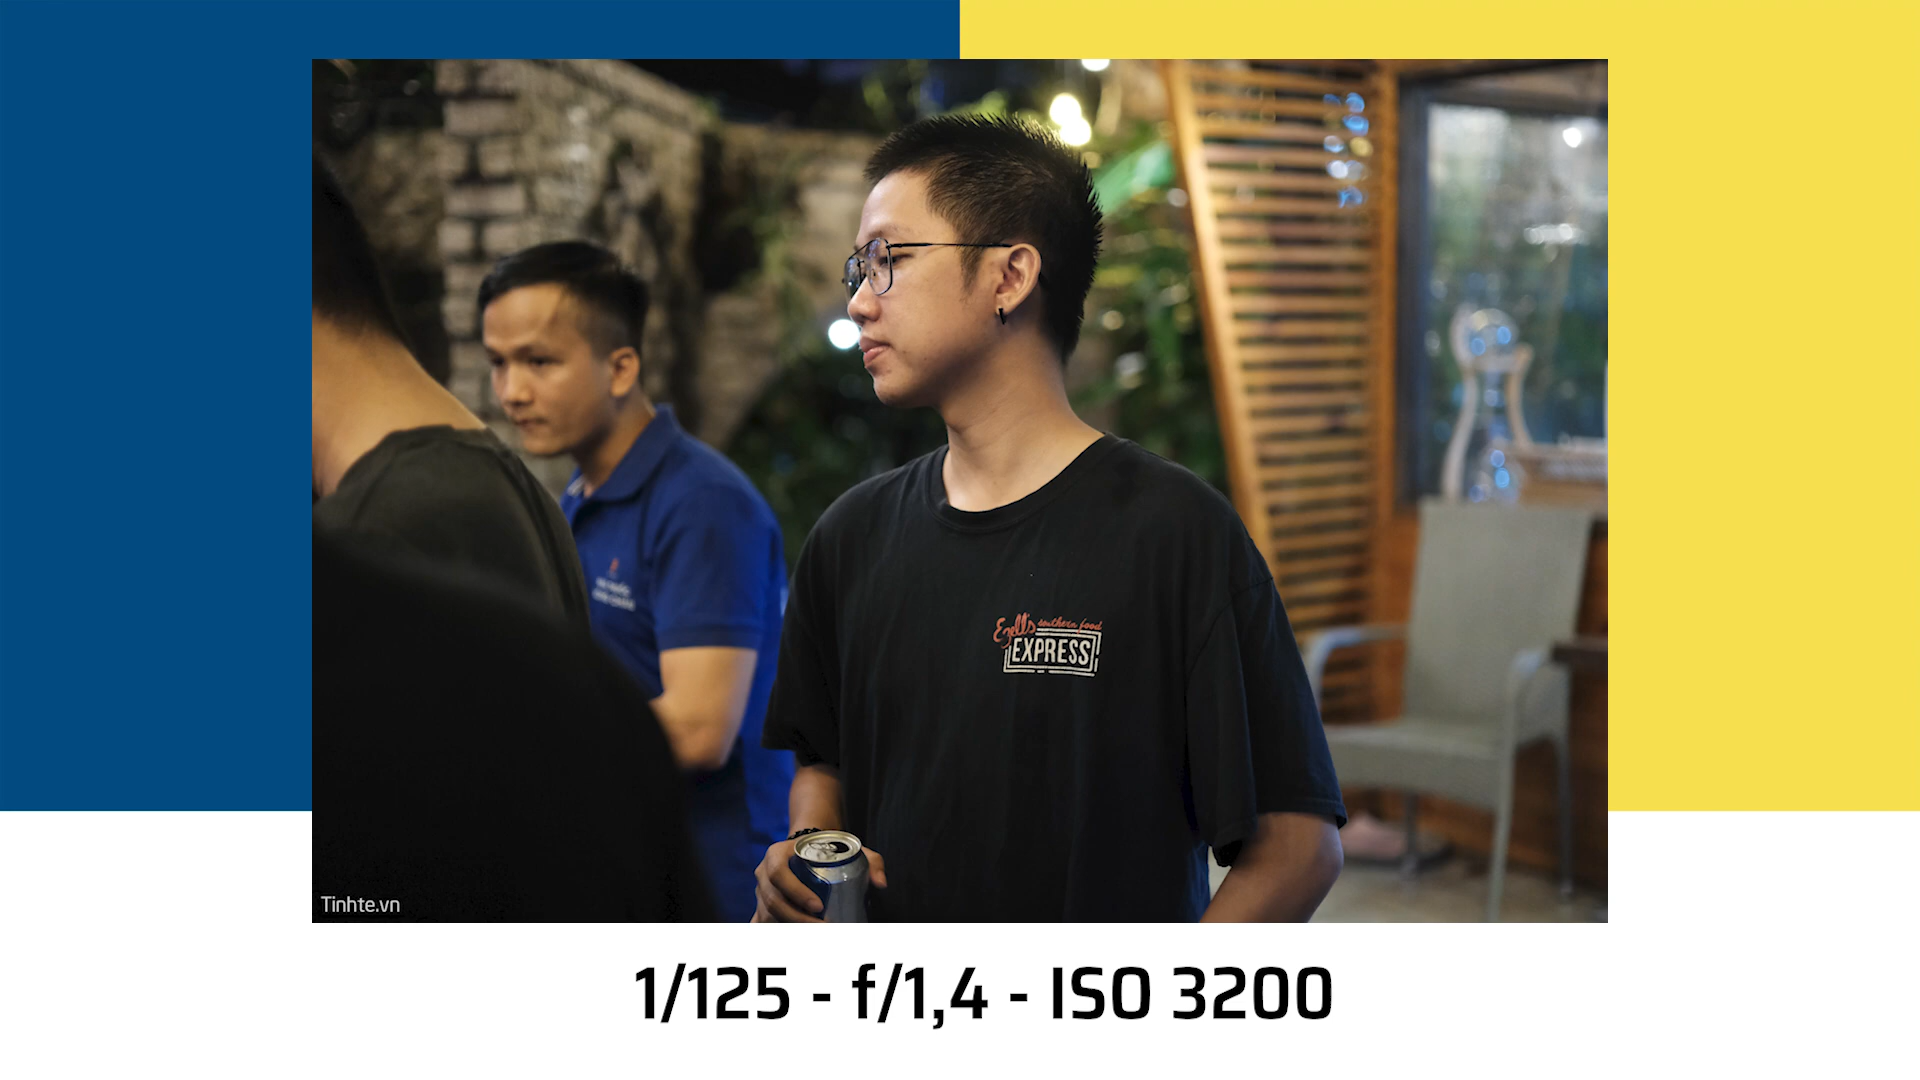 Ezell's southern food
EXPRESS
Tinhte.vn
1/125 - f/1,4 - ISO 3200